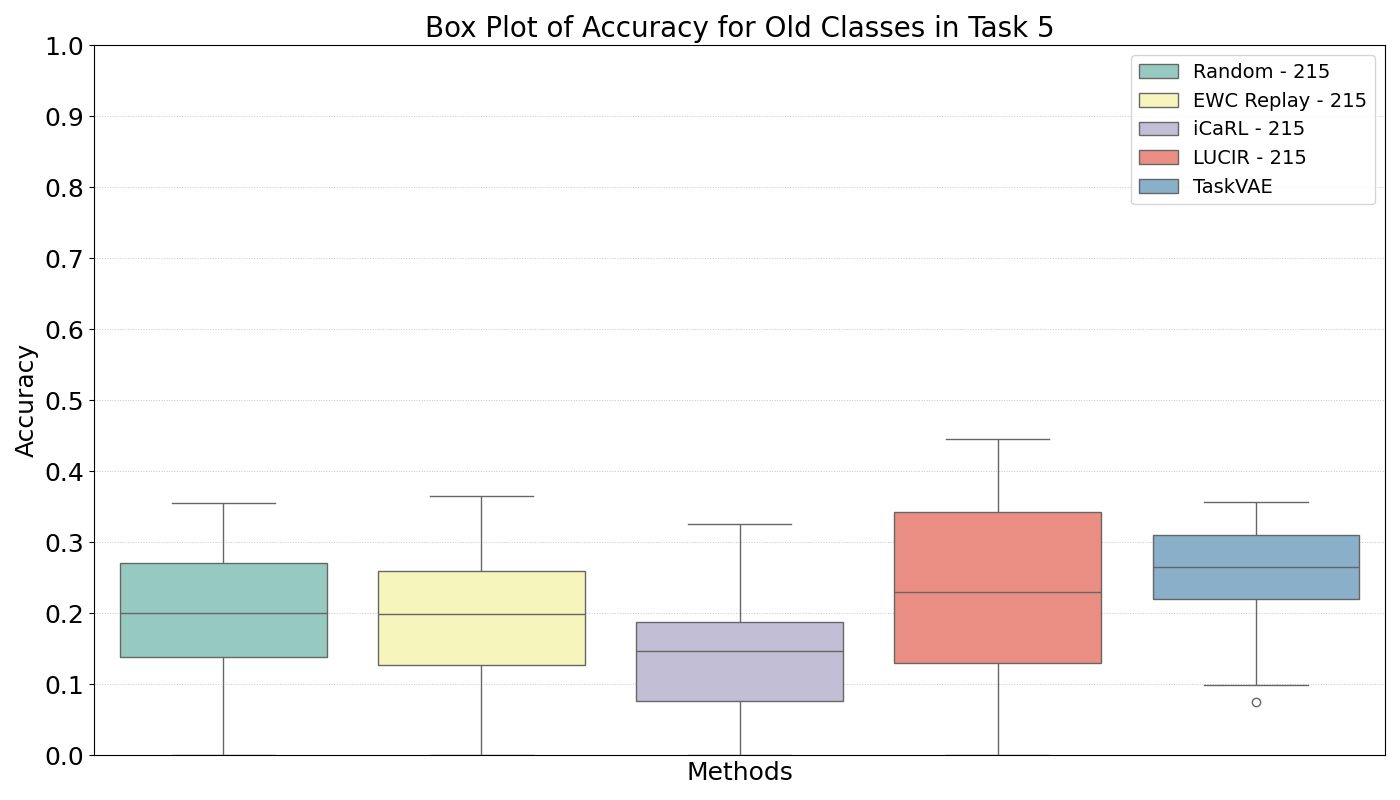 Box Plot of Accuracy for Old Classes in Task 5
1.0
0.9
0.8
0.7
0.6
0.5
0.4
0.3
0.2
0.1
0.0
Accuracy
Methods
Random - 215
EWC Replay - 215
iCaRL - 215
LUCIR - 215
TaskVAE